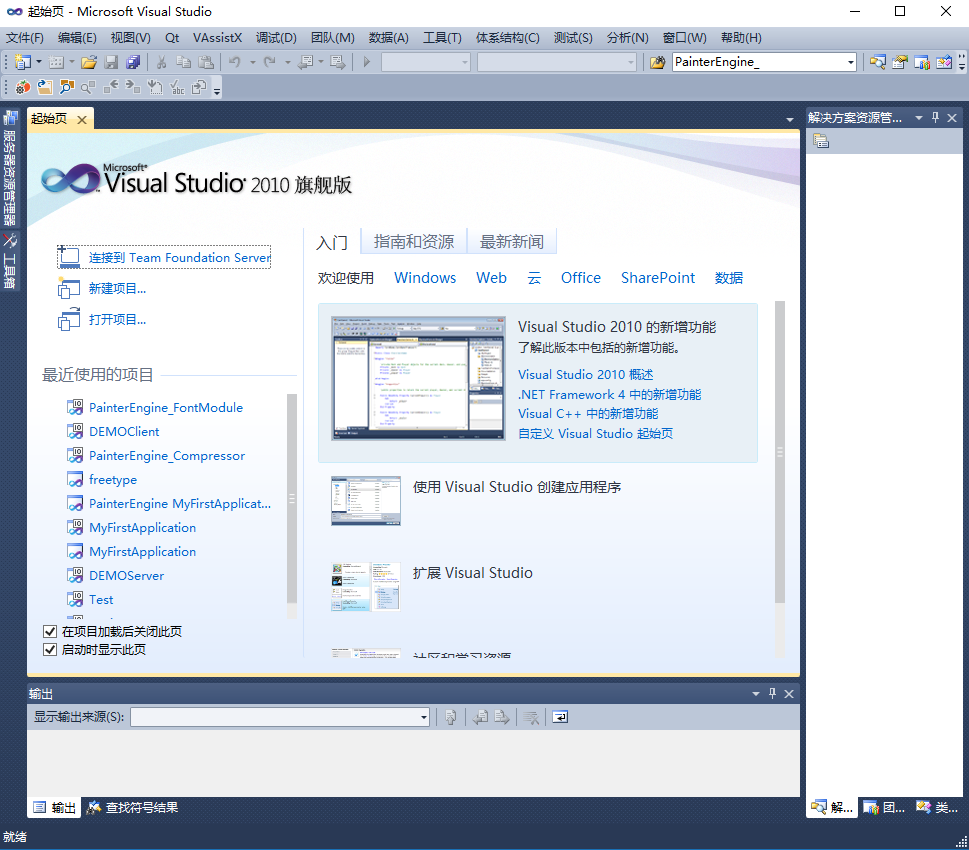 起始页 - Microsoft Visual Studio
文件(F) 编辑(E) 视图(V) Qt VAssistX 调试(D) 团队(M) 数据(A) 工具(T) 体系结构(C) 测试(S) 分析(N) 窗口(W) 帮助(H)
PainterEngine_
服务器资源管理器
工具箱
起始页
Microsoft®
Visual Studio® 2010 旗舰版
连接到 Team Foundation Server
新建项目...
打开项目...
最近使用的项目
PainterEngine_FontModule
DEMOClient
PainterEngine_Compressor
freetype
PainterEngine MyFirstApplicat...
MyFirstApplication
MyFirstApplication
DEMOServer
Test
在项目加载后关闭此页
启动时显示此页
入门 指南和资源 最新新闻
欢迎使用 Windows Web 云 Office SharePoint 数据
Visual Studio 2010 的新增功能
了解此版本中包括的新增功能。
Visual Studio 2010 概述
.NET Framework 4 中的新增功能
Visual C++ 中的新增功能
自定义 Visual Studio 起始页
使用 Visual Studio 创建应用程序
扩展 Visual Studio
社区和学习资源
解决方案资源管...
输出
显示输出来源(S):
输出 查找符号结果
解... 团... 类...
就绪